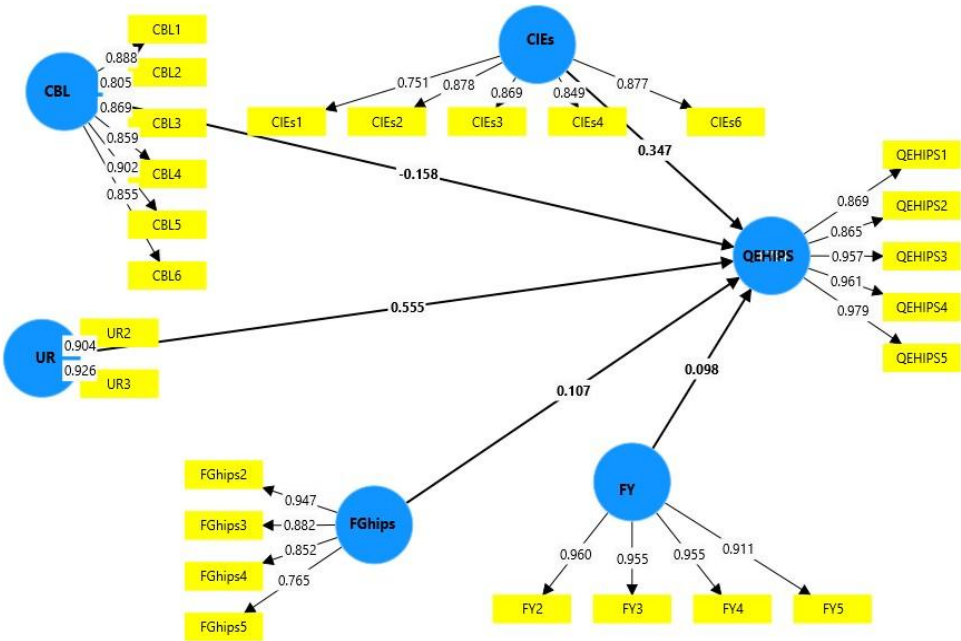 CBL
0.888
0.805
0.869
0.859
0.902
0.855
CBL1
CBL2
CBL3
CBL4
CBL5
CBL6
CIEs
0.751
0.878
0.869
0.849
0.877
CIEs1
CIEs2
CIEs3
CIEs4
CIEs6
0.347
-0.158
0.555
0.107
0.098
QEHIPS
0.869
0.865
0.957
0.961
0.979
QEHIPS1
QEHIPS2
QEHIPS3
QEHIPS4
QEHIPS5
UR
0.904
0.926
UR2
UR3
FGhips2
FGhips3
FGhips4
FGhips5
0.947
0.882
0.852
0.765
FGhips
FY
0.960
0.955
0.955
0.911
FY2
FY3
FY4
FY5